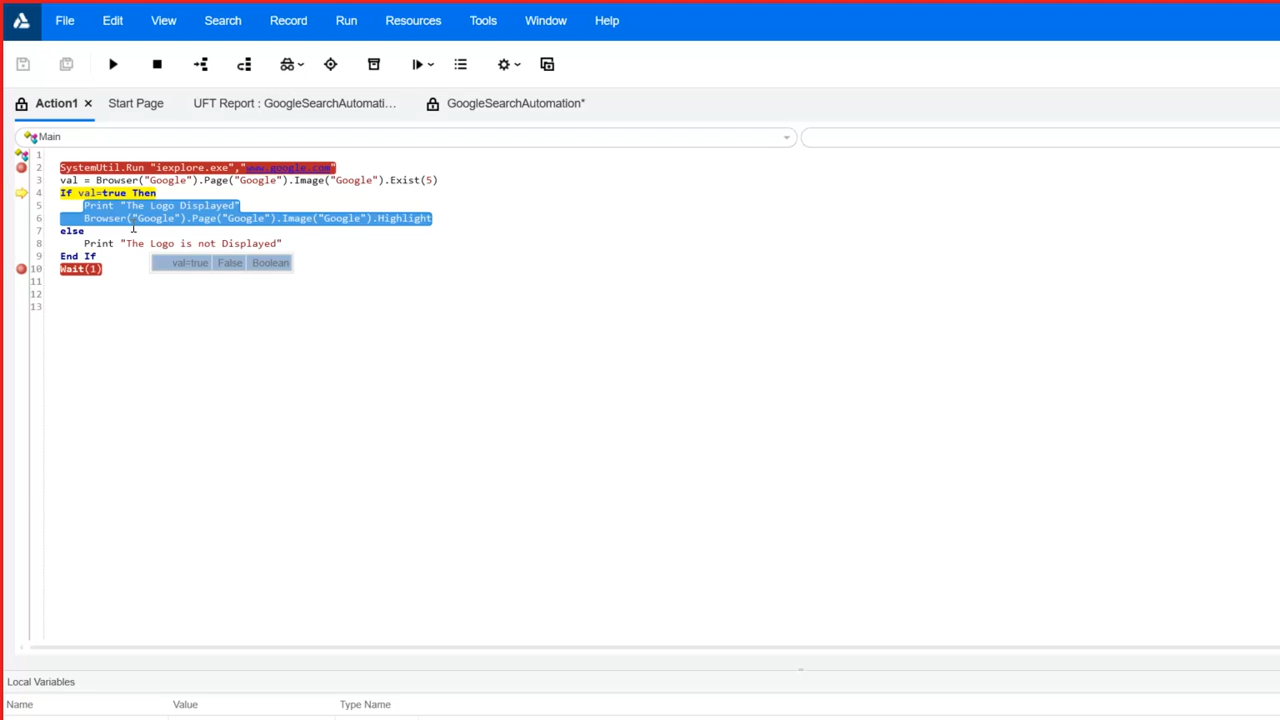 File Edit View Search Record Run Resources Tools Window Help
Action1 Start Page UFT Report : GoogleSearchAutomati... GoogleSearchAutomation*
Main
1
2 SystemUtil.Run "iexplore.exe","www.google.com"
3 val = Browser("Google").Page("Google").Image("Google").Exist(5)
4 If val=true Then
5 Print "The Logo Displayed"
6 Browser("Google").Page("Google").Image("Google").Highlight
7 else
8 Print "The Logo is not Displayed"
9 End If
val=true False Boolean
10 Wait(1)
11
12
13
Local Variables
Name Value Type Name